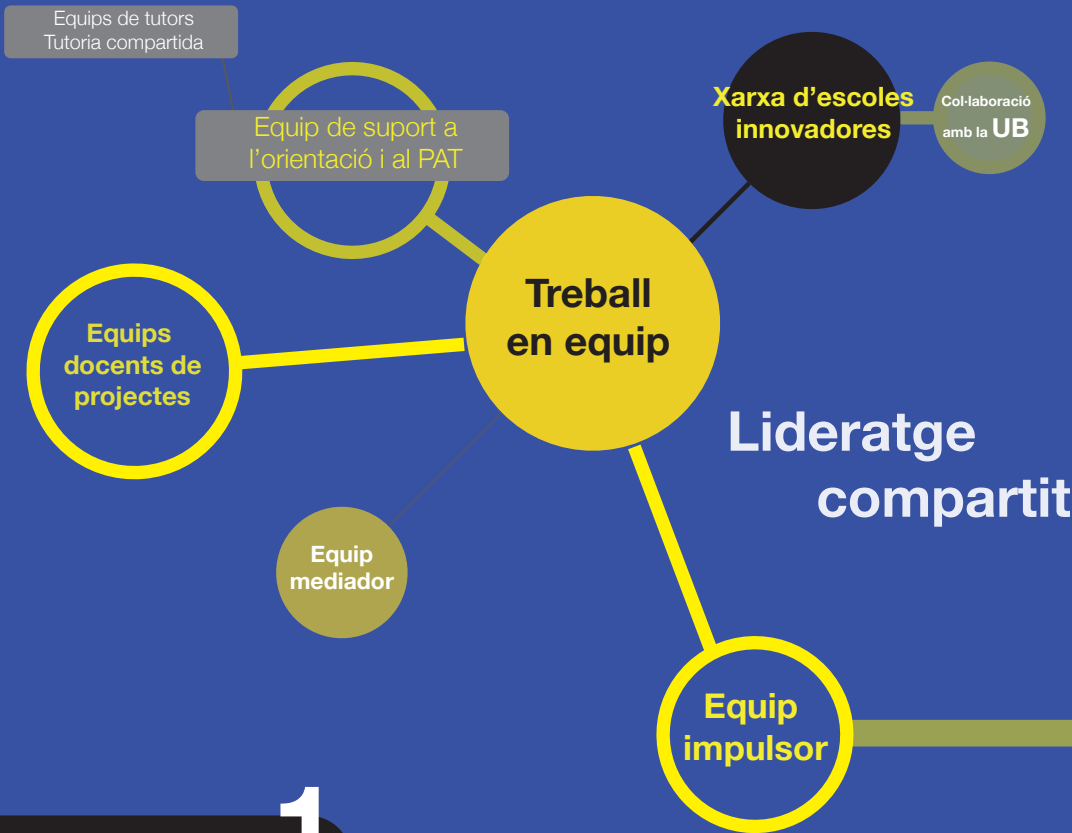 Equips de tutors
Tutoria compartida
Equip de suport a
l'orientació i al PAT
Xarxa d'escoles
innovadores
Col·laboració
amb la UB
Treball
en equip
Equips
docents de
projectes
Lideratge
compartit
Equip
mediador
Equip
impulsor
1